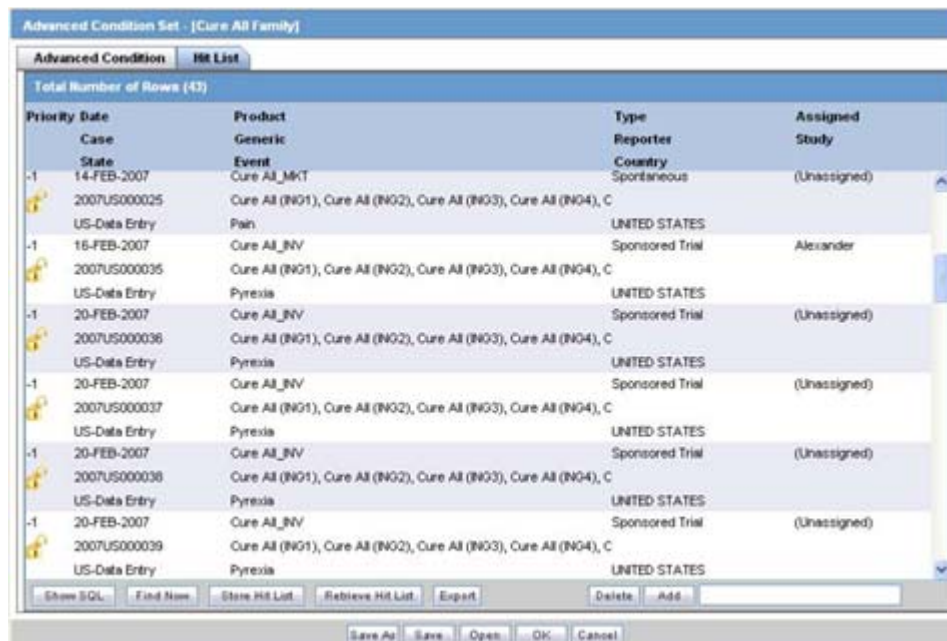 Advanced Condition Set - [Cure All Family]
Advanced Condition Hit List
Total Number of Rows (43)
Priority Date Product Type Assigned
Case Generic Reporter Study
State Event Country
-1 14-FEB-2007 Cure All_MKT Spontaneous (Unassigned)
2007US000025 Cure All (ING1), Cure All (ING2), Cure All (ING3), Cure All (ING4), C
US-Data Entry Pain UNITED STATES
-1 16-FEB-2007 Cure All_INV Sponsored Trial Alexander
2007US000035 Cure All (ING1), Cure All (ING2), Cure All (ING3), Cure All (ING4), C
US-Data Entry Pyrexia UNITED STATES
-1 20-FEB-2007 Cure All_INV Sponsored Trial (Unassigned)
2007US000036 Cure All (ING1), Cure All (ING2), Cure All (ING3), Cure All (ING4), C
US-Data Entry Pyrexia UNITED STATES
-1 20-FEB-2007 Cure All_INV Sponsored Trial (Unassigned)
2007US000037 Cure All (ING1), Cure All (ING2), Cure All (ING3), Cure All (ING4), C
US-Data Entry Pyrexia UNITED STATES
-1 20-FEB-2007 Cure All_INV Sponsored Trial (Unassigned)
2007US000038 Cure All (ING1), Cure All (ING2), Cure All (ING3), Cure All (ING4), C
US-Data Entry Pyrexia UNITED STATES
-1 20-FEB-2007 Cure All_INV Sponsored Trial (Unassigned)
2007US000039 Cure All (ING1), Cure All (ING2), Cure All (ING3), Cure All (ING4), C
US-Data Entry Pyrexia UNITED STATES
Show SQL Find Now Store Hit List Retrieve Hit List Export Delete Add
Save As Save Open OK Cancel